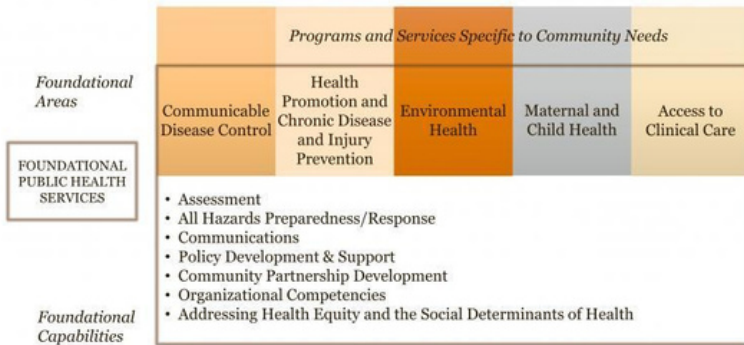 Programs and Services Specific to Community Needs
Foundational
Areas
Communicable
Disease Control
Health
Promotion and
Chronic Disease
and Injury
Prevention
Environmental
Health
Maternal and
Child Health
Access to
Clinical Care
FOUNDATIONAL
PUBLIC HEALTH
SERVICES
• Assessment
• All Hazards Preparedness/Response
• Communications
• Policy Development & Support
• Community Partnership Development
• Organizational Competencies
• Addressing Health Equity and the Social Determinants of Health
Foundational
Capabilities